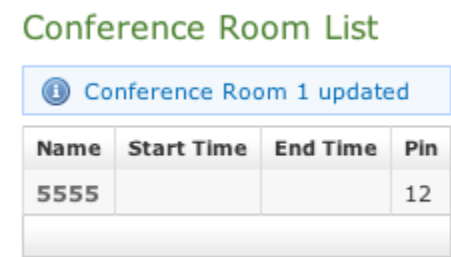 Conference Room List
Conference Room 1 updated
Name Start Time End Time Pin
5555 12